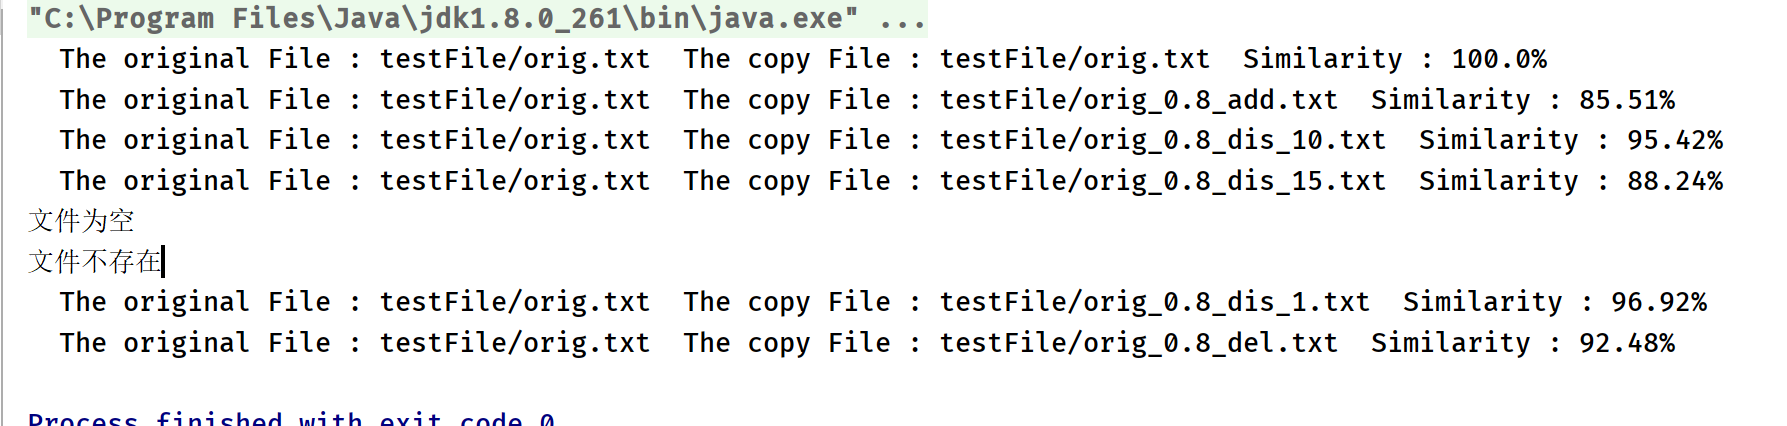 "C:\Program Files\Java\jdk1.8.0_261\bin\java.exe" ...
The original File : testFile/orig.txt  The copy File : testFile/orig.txt  Similarity : 100.0%
The original File : testFile/orig.txt  The copy File : testFile/orig_0.8_add.txt  Similarity : 85.51%
The original File : testFile/orig.txt  The copy File : testFile/orig_0.8_dis_10.txt  Similarity : 95.42%
The original File : testFile/orig.txt  The copy File : testFile/orig_0.8_dis_15.txt  Similarity : 88.24%
文件为空
文件不存在
The original File : testFile/orig.txt  The copy File : testFile/orig_0.8_dis_1.txt  Similarity : 96.92%
The original File : testFile/orig.txt  The copy File : testFile/orig_0.8_del.txt  Similarity : 92.48%
Process finished with exit code 0